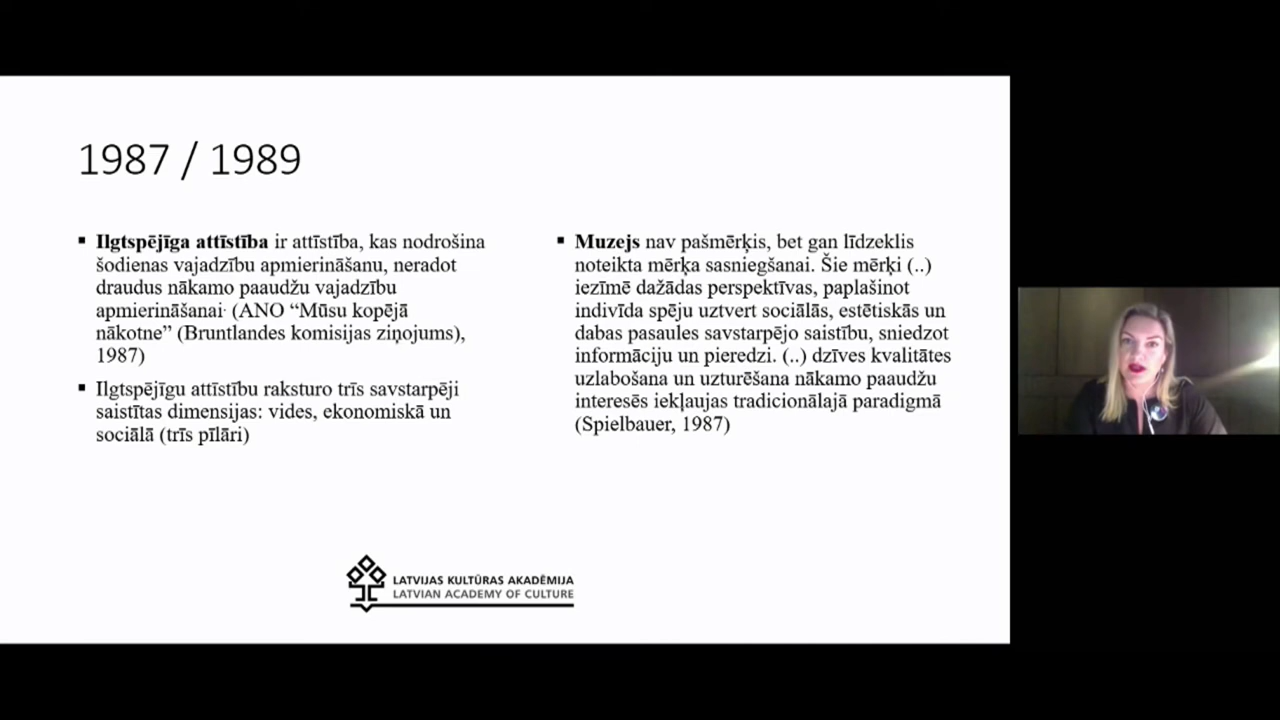 1987 / 1989
▪ Ilgtspējīga attīstība ir attīstība, kas nodrošina
šodienas vajadzību apmierināšanu, neradot
draudus nākamo paaudžu vajadzību
apmierināšanai. (ANO “Mūsu kopējā
nākotne” (Bruntlandes komisijas ziņojums),
1987)
▪ Ilgtspējīgu attīstību raksturo trīs savstarpēji
saistītas dimensijas: vides, ekonomiskā un
sociālā (trīs pīlāri)
▪ Muzejs nav pašmērķis, bet gan līdzeklis
noteikta mērķa sasniegšanai. Šie mērķi (..)
iezīmē dažādas perspektīvas, paplašinot
indivīda spēju uztvert sociālās, estētiskās un
dabas pasaules savstarpējo saistību, sniedzot
informāciju un pieredzi. (..) dzīves kvalitātes
uzlabošana un uzturēšana nākamo paaudžu
interesēs iekļaujas tradicionālajā paradigmā
(Spielbauer, 1987)
LATVIJAS KULTŪRAS AKADĒMIJA
LATVIAN ACADEMY OF CULTURE